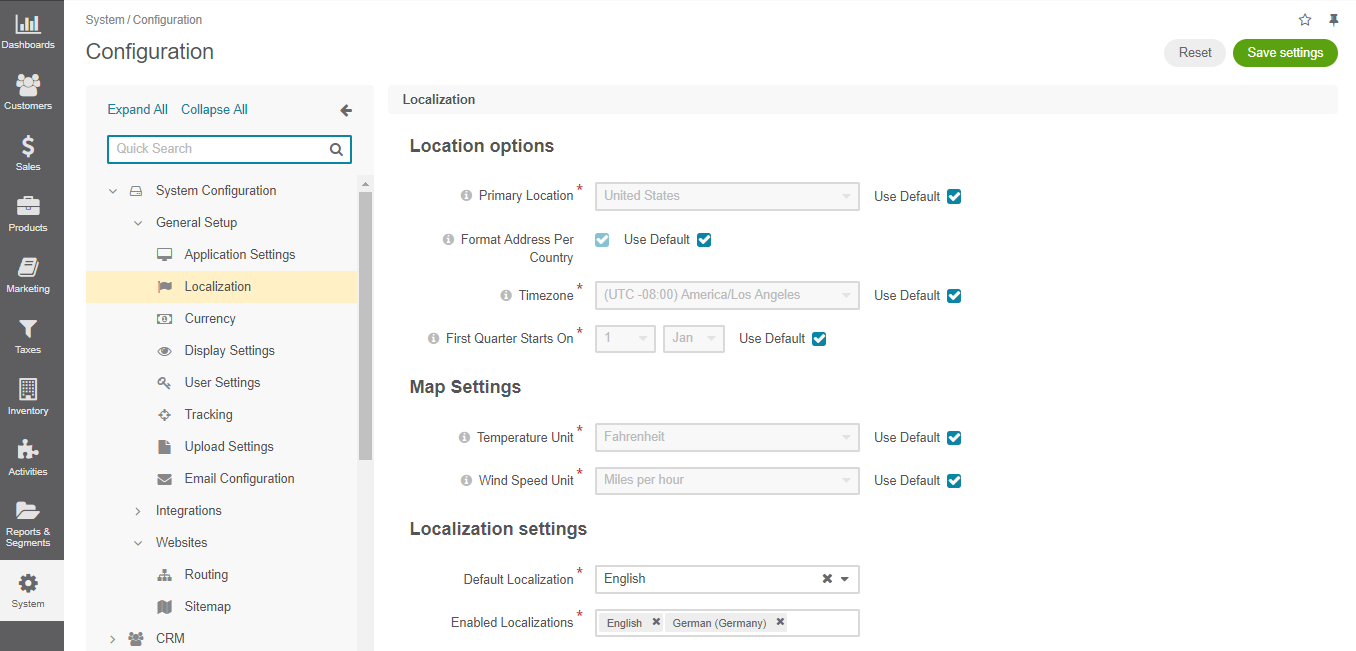 Dashboards
Customers
Sales
Products
Marketing
Taxes
Inventory
Activities
Reports &
Segments
System
System / Configuration
Configuration
Reset
Save settings
Expand All
Collapse All
Quick Search
System Configuration
General Setup
Application Settings
Localization
Currency
Display Settings
User Settings
Tracking
Upload Settings
Email Configuration
Integrations
Websites
Routing
Sitemap
CRM
Localization
Location options
Primary Location *
United States
Use Default
Format Address Per
Country
Use Default
Timezone *
(UTC -08:00) America/Los Angeles
Use Default
First Quarter Starts On *
1
Jan
Use Default
Map Settings
Temperature Unit *
Fahrenheit
Use Default
Wind Speed Unit *
Miles per hour
Use Default
Localization settings
Default Localization *
English
Enabled Localizations *
English
German (Germany)